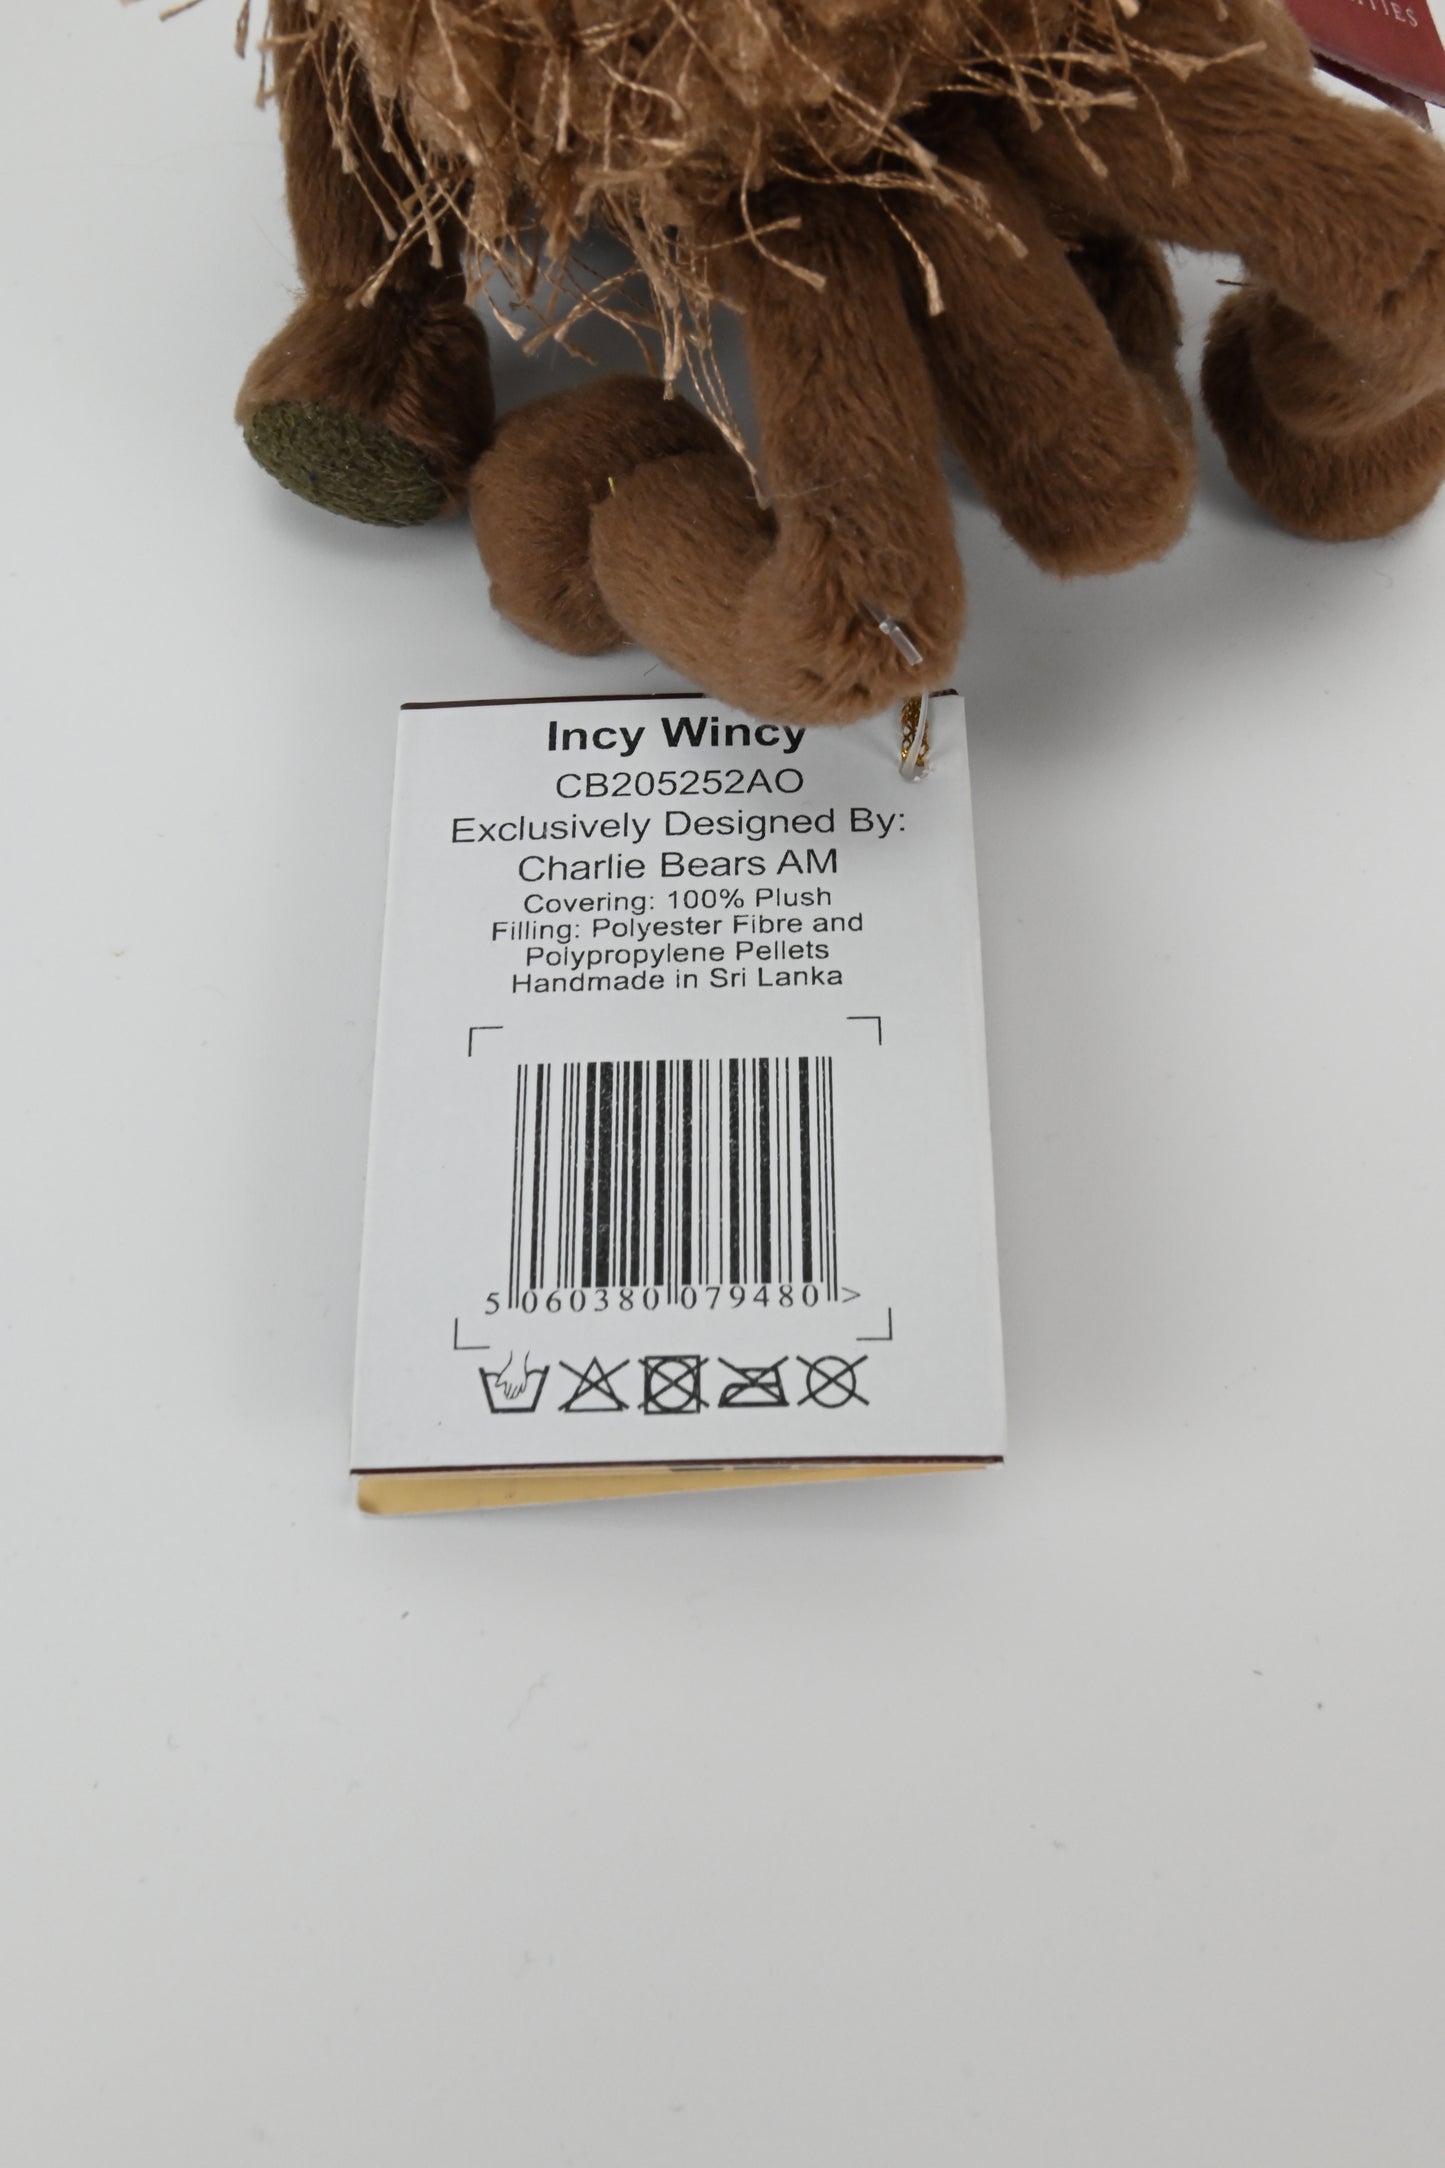 Incy Wincy
CB205252AO
Exclusively Designed By:
Charlie Bears AM
Covering: 100% Plush
Filling: Polyester Fibre and
Polypropylene Pellets
Handmade in Sri Lanka
5 060380 079480 >